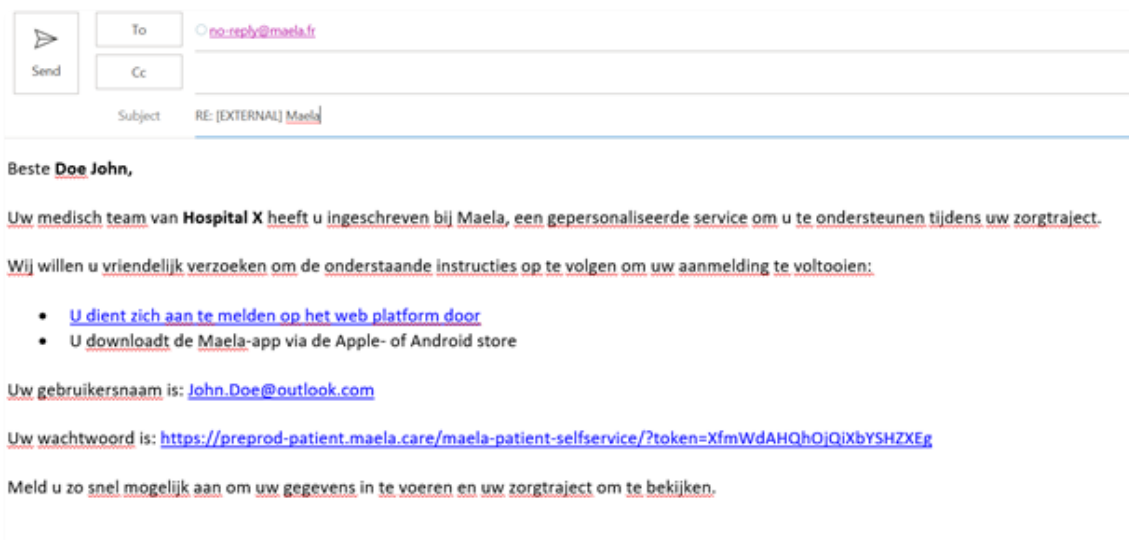 To
no-reply@maela.fr
Send
Cc
Subject
RE: [EXTERNAL] Maela
Beste Doe John,
Uw medisch team van Hospital X heeft u ingeschreven bij Maela, een gepersonaliseerde service om u te ondersteunen tijdens uw zorgtraject.
Wij willen u vriendelijk verzoeken om de onderstaande instructies op te volgen om uw aanmelding te voltooien:
• U dient zich aan te melden op het web platform door
• U downloadt de Maela-app via de Apple- of Android store
Uw gebruikersnaam is: John.Doe@outlook.com
Uw wachtwoord is: https://preprod-patient.maela.care/maela-patient-selfservice/?token=XfmWdAHQhOjQiXbYSHZXEg
Meld u zo snel mogelijk aan om uw gegevens in te voeren en uw zorgtraject om te bekijken.